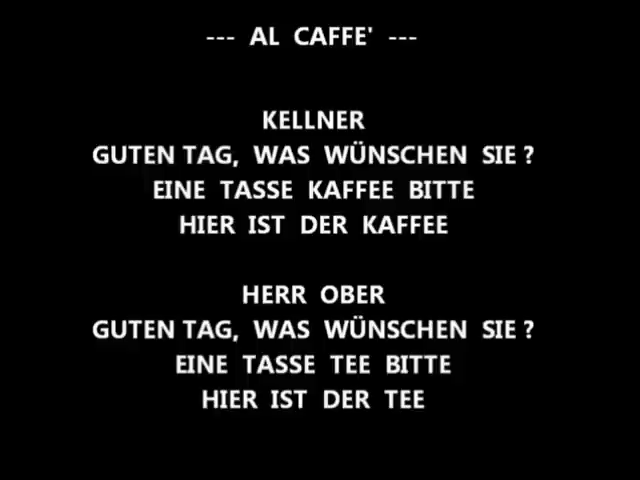 --- AL CAFFE' ---
KELLNER
GUTEN TAG, WAS WÜNSCHEN SIE ?
EINE TASSE KAFFEE BITTE
HIER IST DER KAFFEE
HERR OBER
GUTEN TAG, WAS WÜNSCHEN SIE ?
EINE TASSE TEE BITTE
HIER IST DER TEE